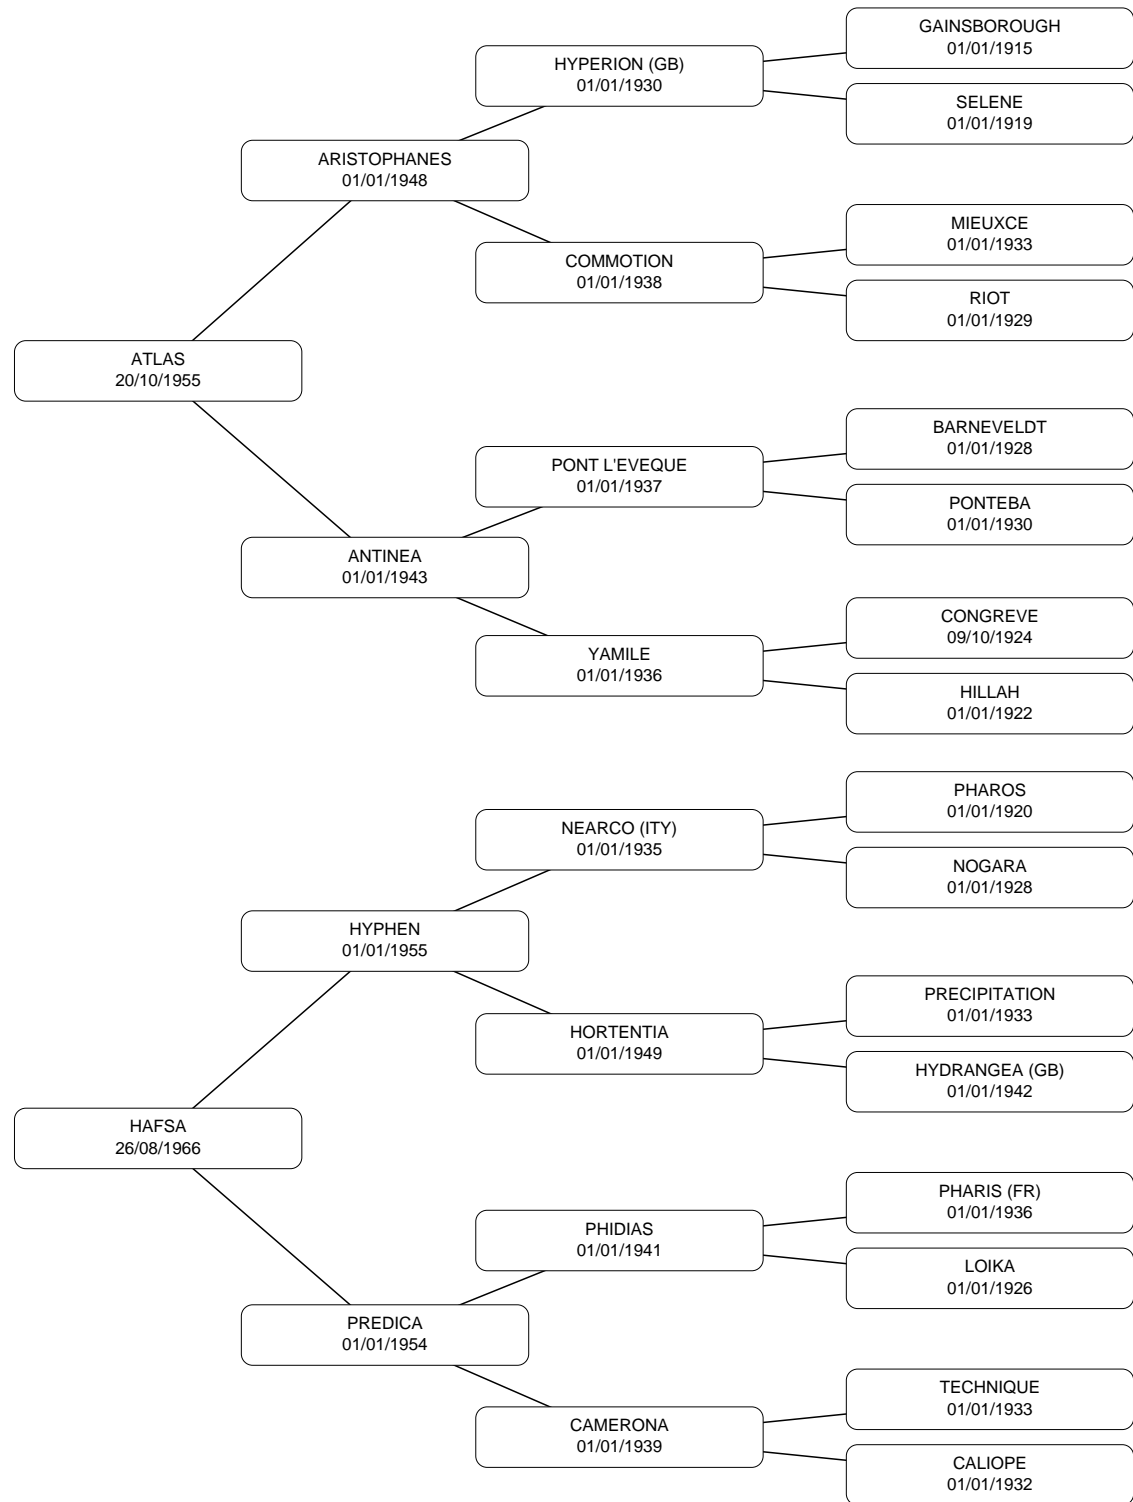 GAINSBOROUGH
01/01/1915
HYPERION (GB)
01/01/1930
SELENE
01/01/1919
ARISTOPHANES
01/01/1948
MIEUXCE
01/01/1933
COMMOTION
01/01/1938
RIOT
01/01/1929
ATLAS
20/10/1955
BARNEVELDT
01/01/1928
PONT L'EVEQUE
01/01/1937
PONTEBA
01/01/1930
ANTINEA
01/01/1943
CONGREVE
09/10/1924
YAMILE
01/01/1936
HILLAH
01/01/1922
PHAROS
01/01/1920
NEARCO (ITY)
01/01/1935
NOGARA
01/01/1928
HYPHEN
01/01/1955
PRECIPITATION
01/01/1933
HORTENTIA
01/01/1949
HYDRANGEA (GB)
01/01/1942
HAFSA
26/08/1966
PHARIS (FR)
01/01/1936
PHIDIAS
01/01/1941
LOIKA
01/01/1926
PREDICA
01/01/1954
TECHNIQUE
01/01/1933
CAMERONA
01/01/1939
CALIOPE
01/01/1932